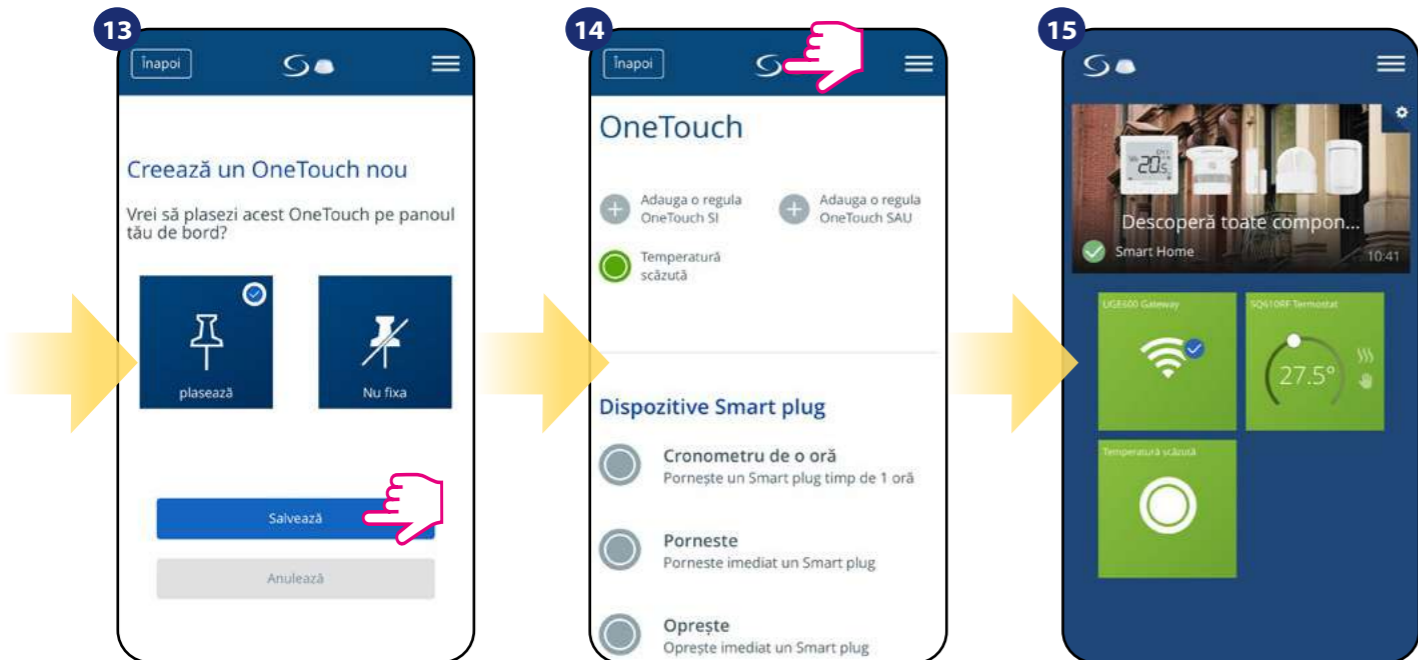 13
Înapoi
Creează un OneTouch nou
Vrei să plasezi acest OneTouch pe panoul
tău de bord?
plasează
Nu fixa
Salvează
Anulează
14
Înapoi
OneTouch
Adauga o regula
OneTouch SI
Adauga o regula
OneTouch SAU
Temperatură
scăzută
Dispozitive Smart plug
Cronometru de o oră
Pornește un Smart plug timp de 1 oră
Porneste
Porneste imediat un Smart plug
Oprește
Oprește imediat un Smart plug
15
20.5
Descoperă toate compon...
Smart Home
10:41
UGE600 Gateway
SQ610RF Termostat
27.5°
Temperatură scăzută